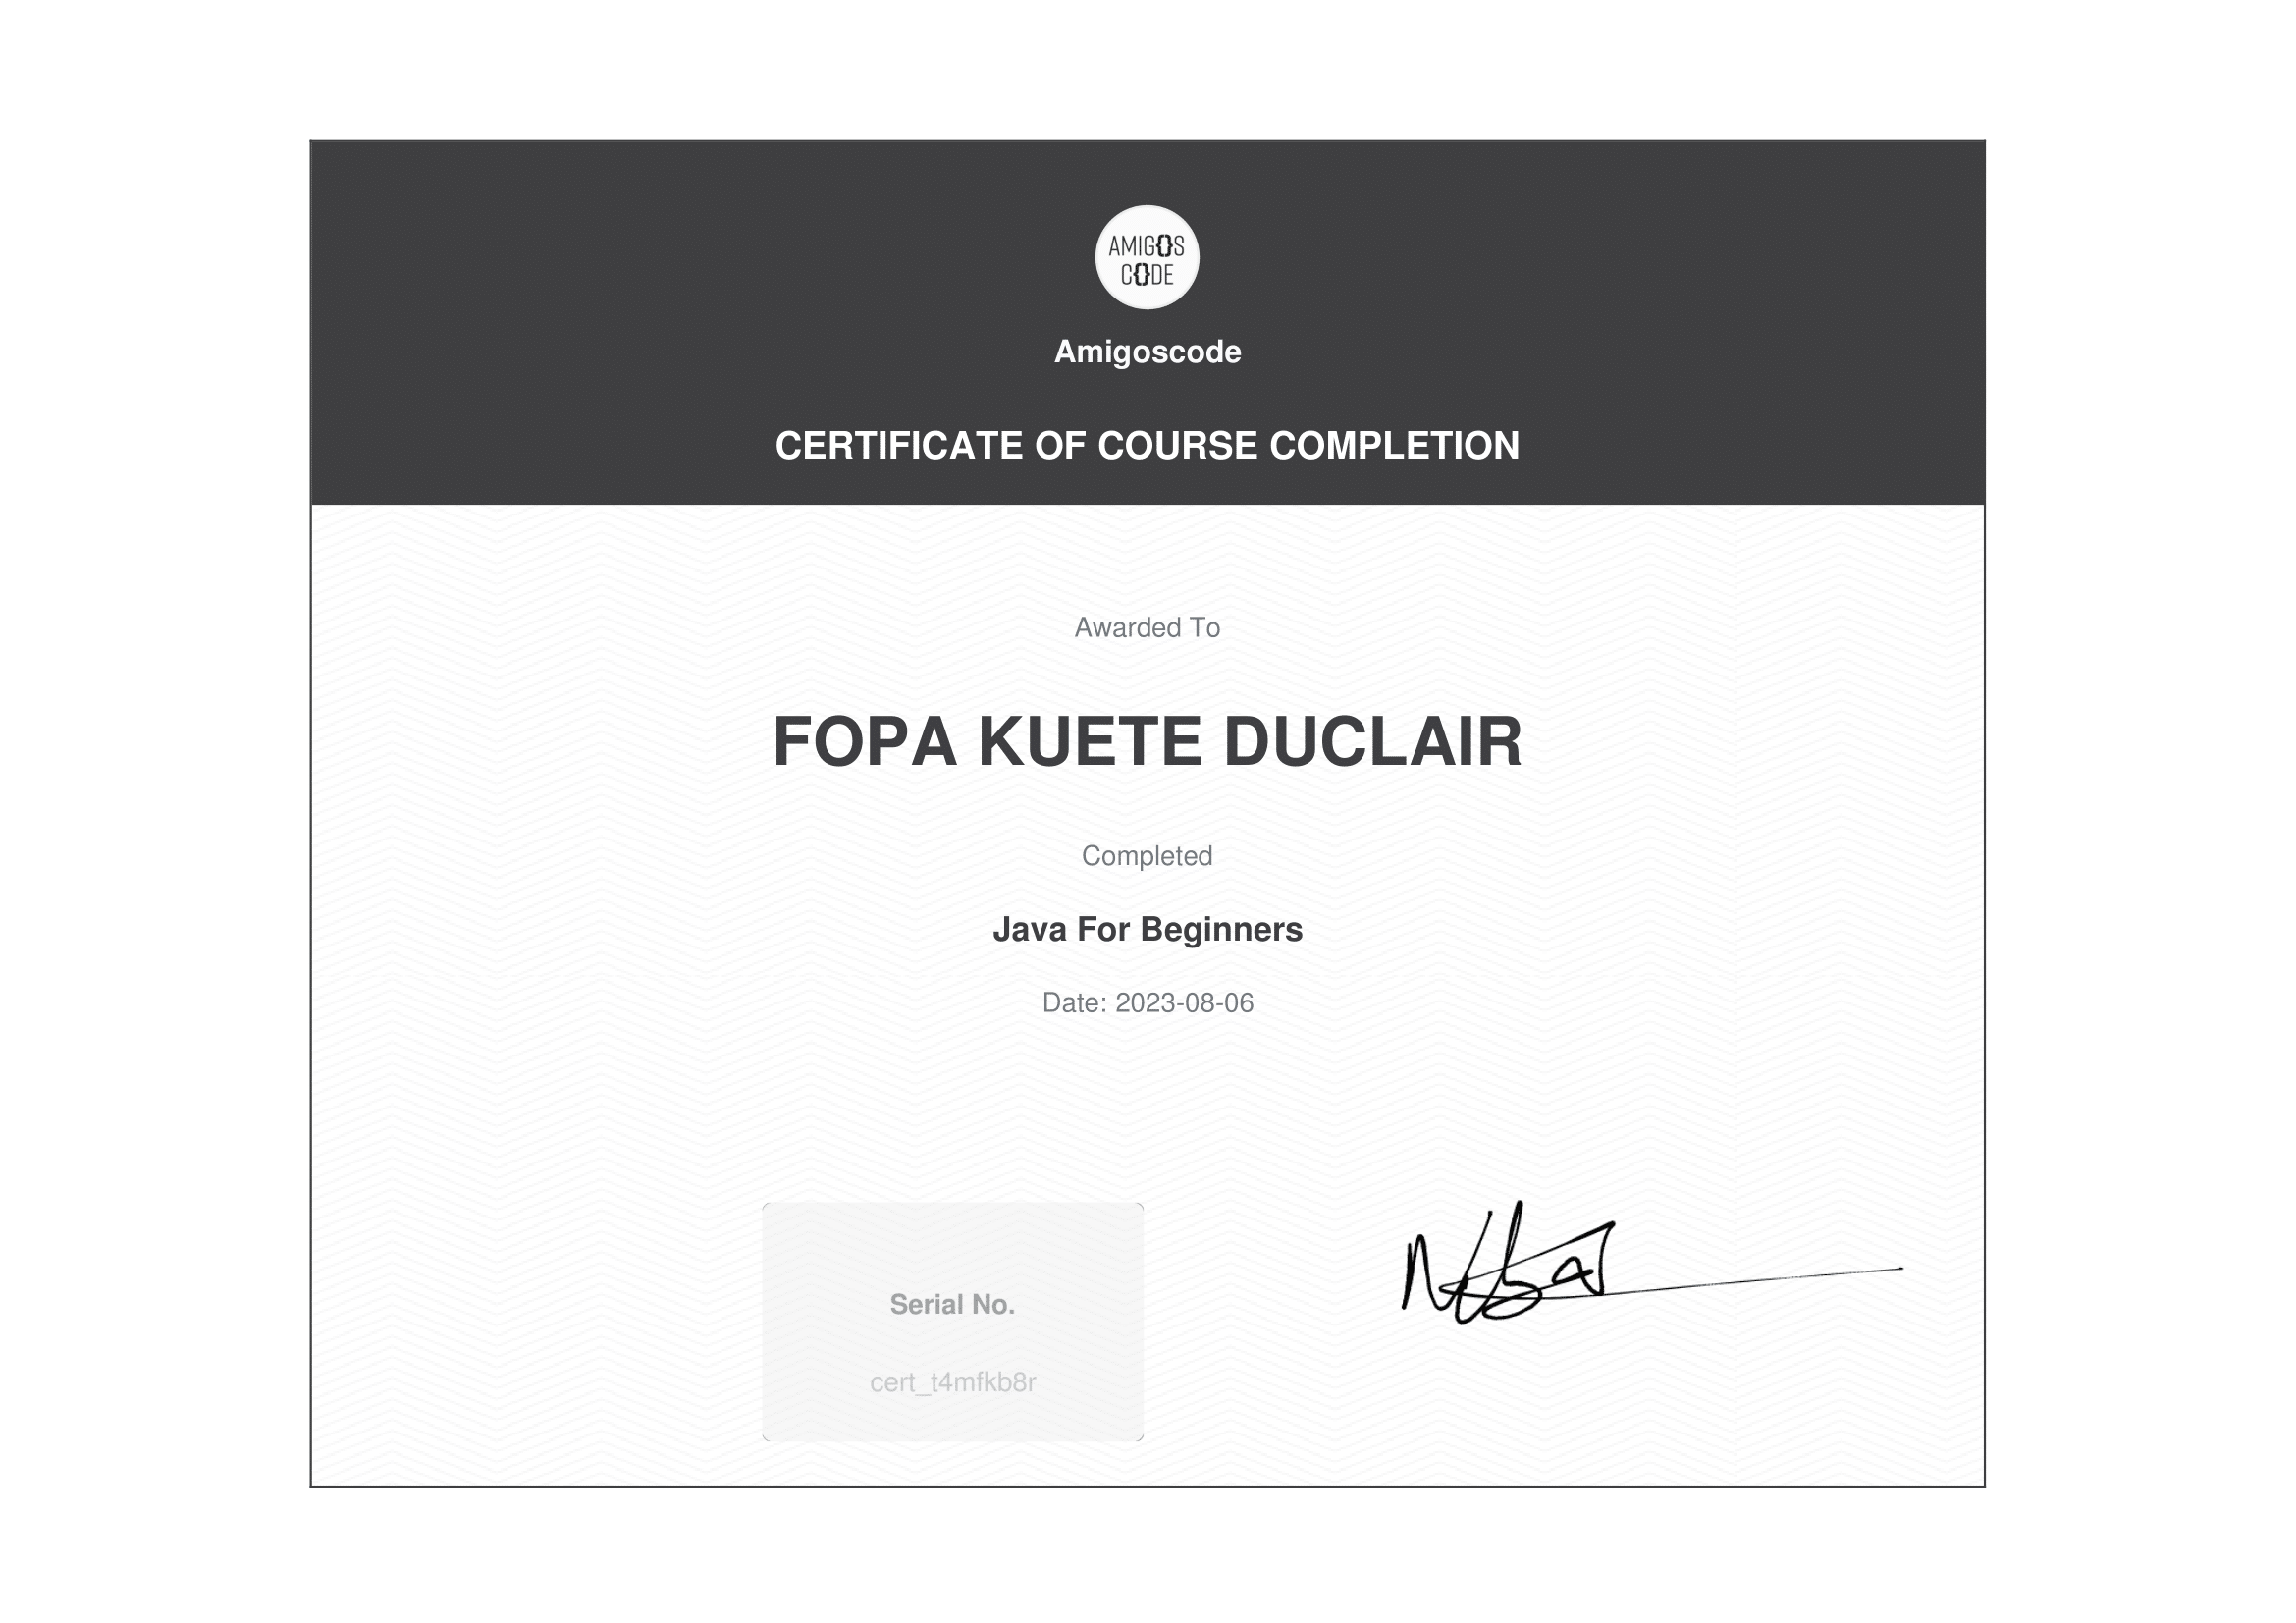 AMIGOS
CODE
Amigoscode
CERTIFICATE OF COURSE COMPLETION
Awarded To
FOPA KUETE DUCLAIR
Completed
Java For Beginners
Date: 2023-08-06
Serial No.
cert_t4mfkb8r